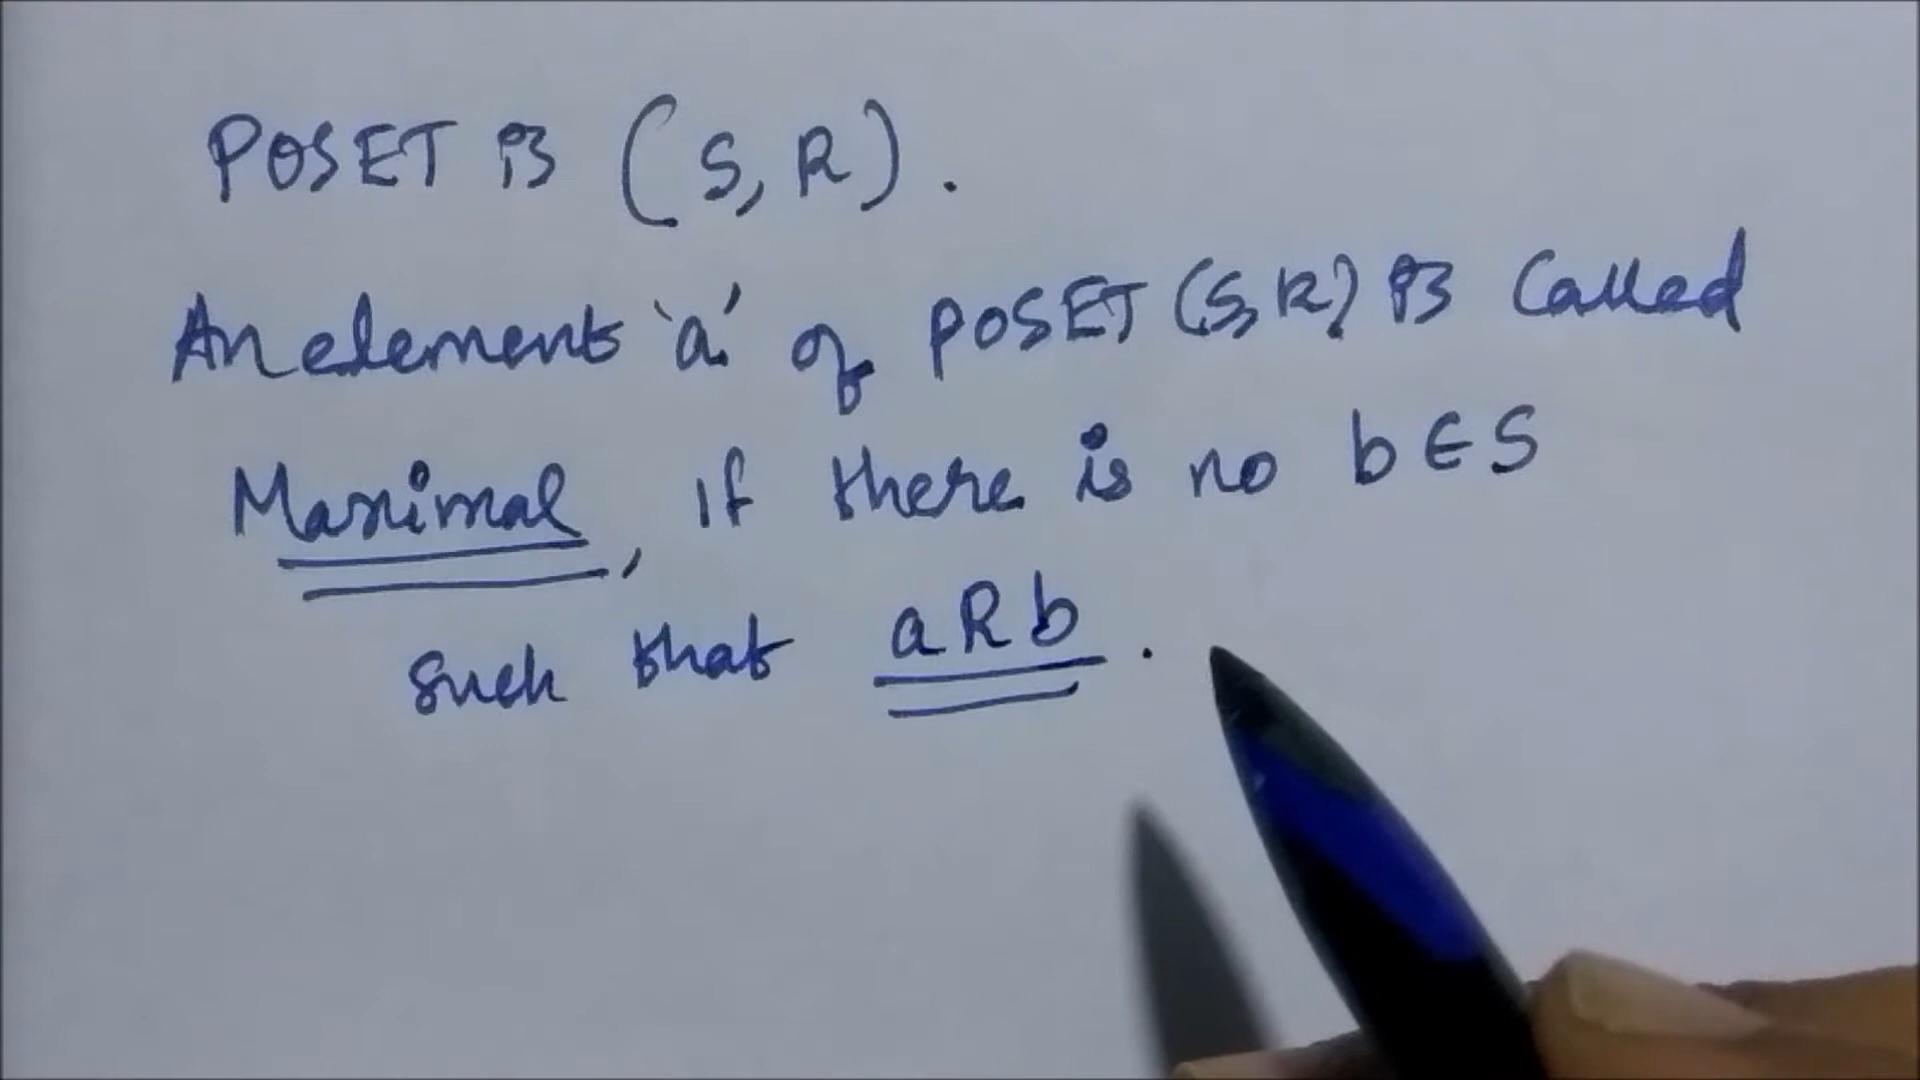 POSET is (S, R).
An element 'a' of POSET (S, R) is called
Maximal, if there is no b ∈ S
such that aRb.